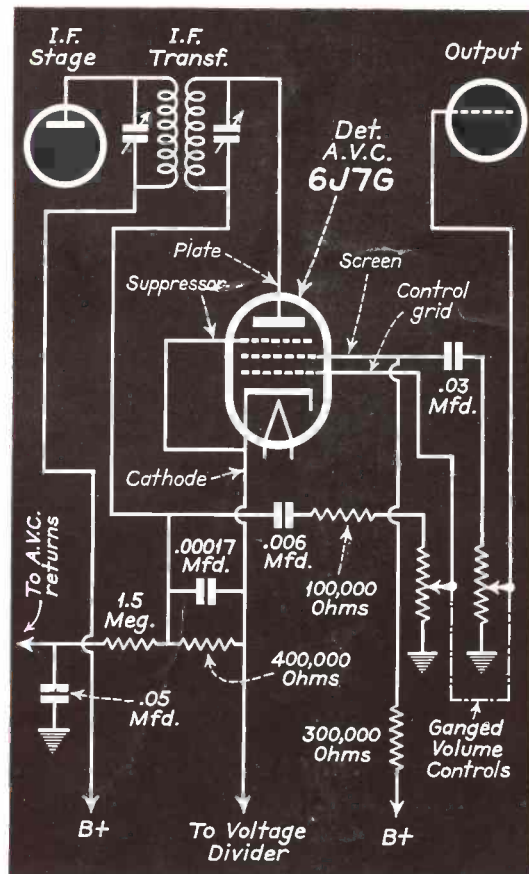 I.F.
Stage
I.F.
Transf.
Output
Det.
A.V.C.
6J7G
Plate
Suppressor
Screen
Control
grid
.03
Mfd.
Cathode
To A.V.C.
returns
.00017
Mfd.
.006
Mfd.
100,000
Ohms
1.5
Meg.
400,000
Ohms
.05
Mfd.
300,000
Ohms
Ganged
Volume
Controls
B+
To Voltage
Divider
B+